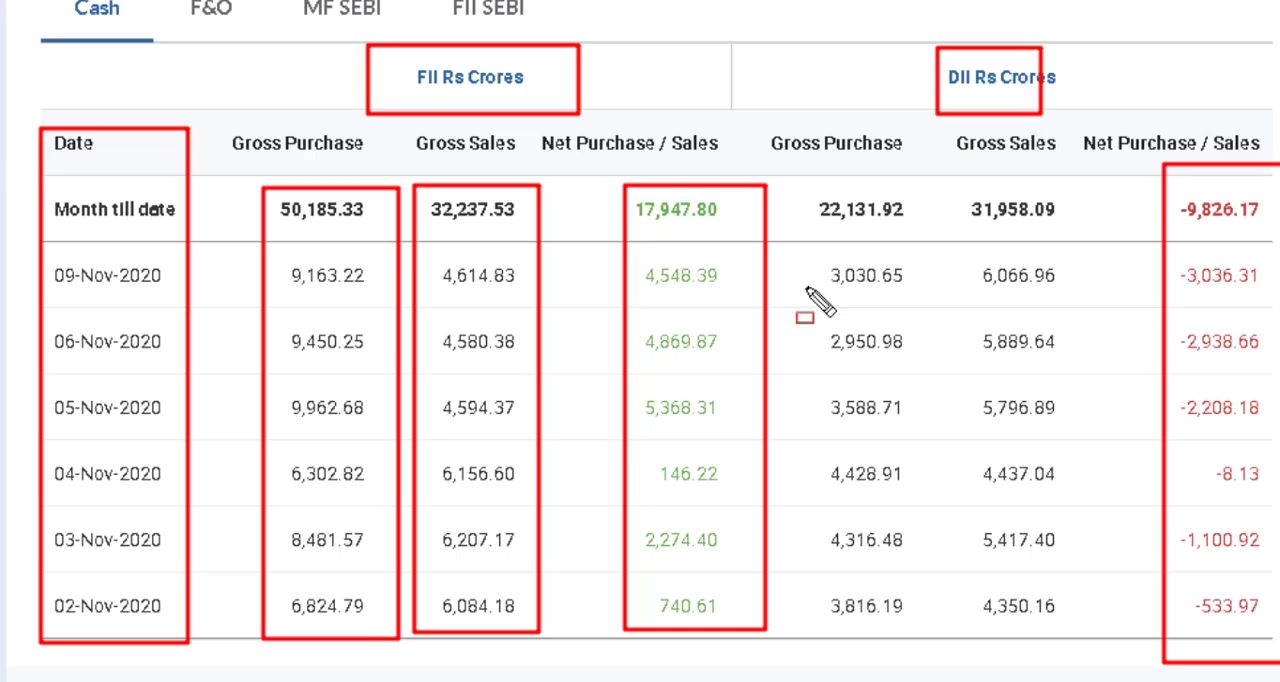 Cash F&O MF SEBI FII SEBI
FII Rs Crores DII Rs Crores
Date Gross Purchase Gross Sales Net Purchase / Sales Gross Purchase Gross Sales Net Purchase / Sales
Month till date 50,185.33 32,237.53 17,947.80 22,131.92 31,958.09 -9,826.17
09-Nov-2020 9,163.22 4,614.83 4,548.39 3,030.65 6,066.96 -3,036.31
06-Nov-2020 9,450.25 4,580.38 4,869.87 2,950.98 5,889.64 -2,938.66
05-Nov-2020 9,962.68 4,594.37 5,368.31 3,588.71 5,796.89 -2,208.18
04-Nov-2020 6,302.82 6,156.60 146.22 4,428.91 4,437.04 -8.13
03-Nov-2020 8,481.57 6,207.17 2,274.40 4,316.48 5,417.40 -1,100.92
02-Nov-2020 6,824.79 6,084.18 740.61 3,816.19 4,350.16 -533.97